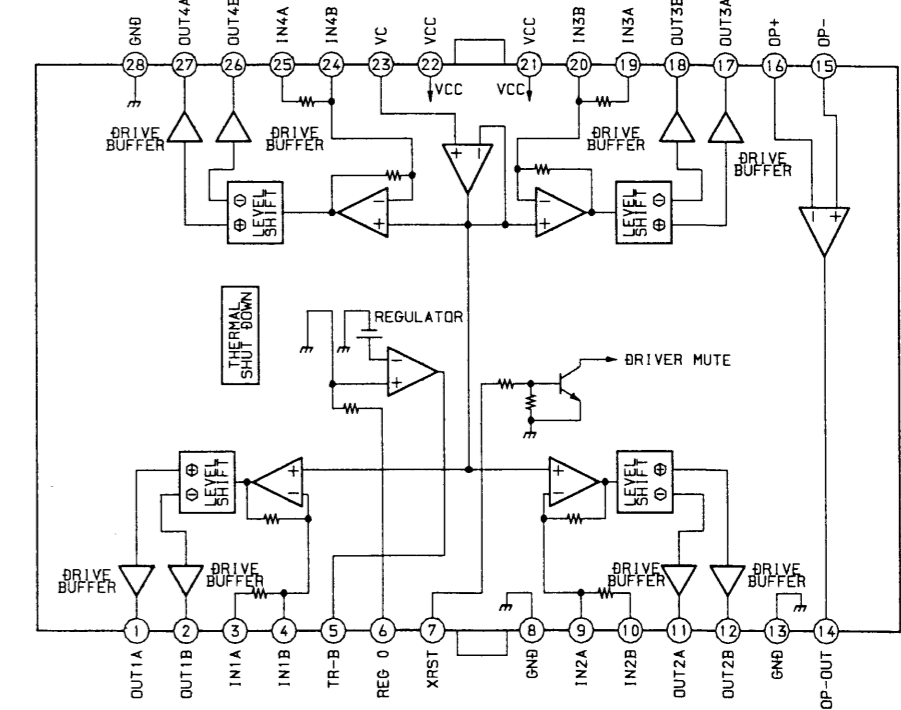 GND
OUT4A
OUT4B
IN4A
IN4B
VC
VCC
VCC
IN3B
IN3A
OUT3B
OUT3A
OP+
OP-
28
27
26
25
24
23
22
21
20
19
18
17
16
15
VCC
VCC
DRIVE
BUFFER
DRIVE
BUFFER
DRIVE
BUFFER
DRIVE
BUFFER
+ -
- +
- +
LEVEL
SHIFT
- +
- +
LEVEL
SHIFT
- +
THERMAL
SHUT DOWN
REGULATOR
- +
DRIVER MUTE
+ -
LEVEL
SHIFT
+ -
+ -
LEVEL
SHIFT
+ -
DRIVE
BUFFER
DRIVE
BUFFER
DRIVE
BUFFER
DRIVE
BUFFER
1
2
3
4
5
6
7
8
9
10
11
12
13
14
OUT1A
OUT1B
IN1A
IN1B
TR-B
REG O
XRST
GND
IN2A
IN2B
OUT2A
OUT2B
GND
OP-OUT